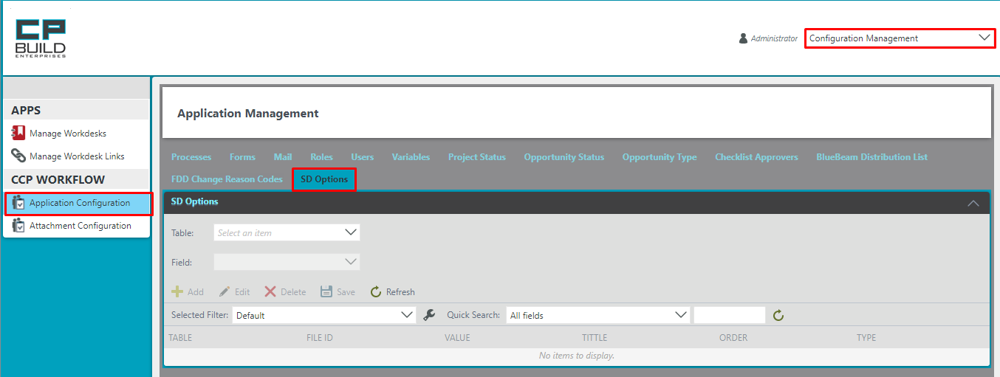 CP
BUILD
ENTERPRISES
Administrator
Configuration Management
APPS
Manage Workdesks
Manage Workdesk Links
CCP WORKFLOW
Application Configuration
Attachment Configuration
Application Management
Processes Forms Mail Roles Users Variables Project Status Opportunity Status Opportunity Type Checklist Approvers BlueBeam Distribution List
FDD Change Reason Codes SD Options
SD Options
Table: Select an item
Field:
Add Edit Delete Save Refresh
Selected Filter: Default Quick Search: All fields
TABLE FILE ID VALUE TITTLE ORDER TYPE
No items to display.